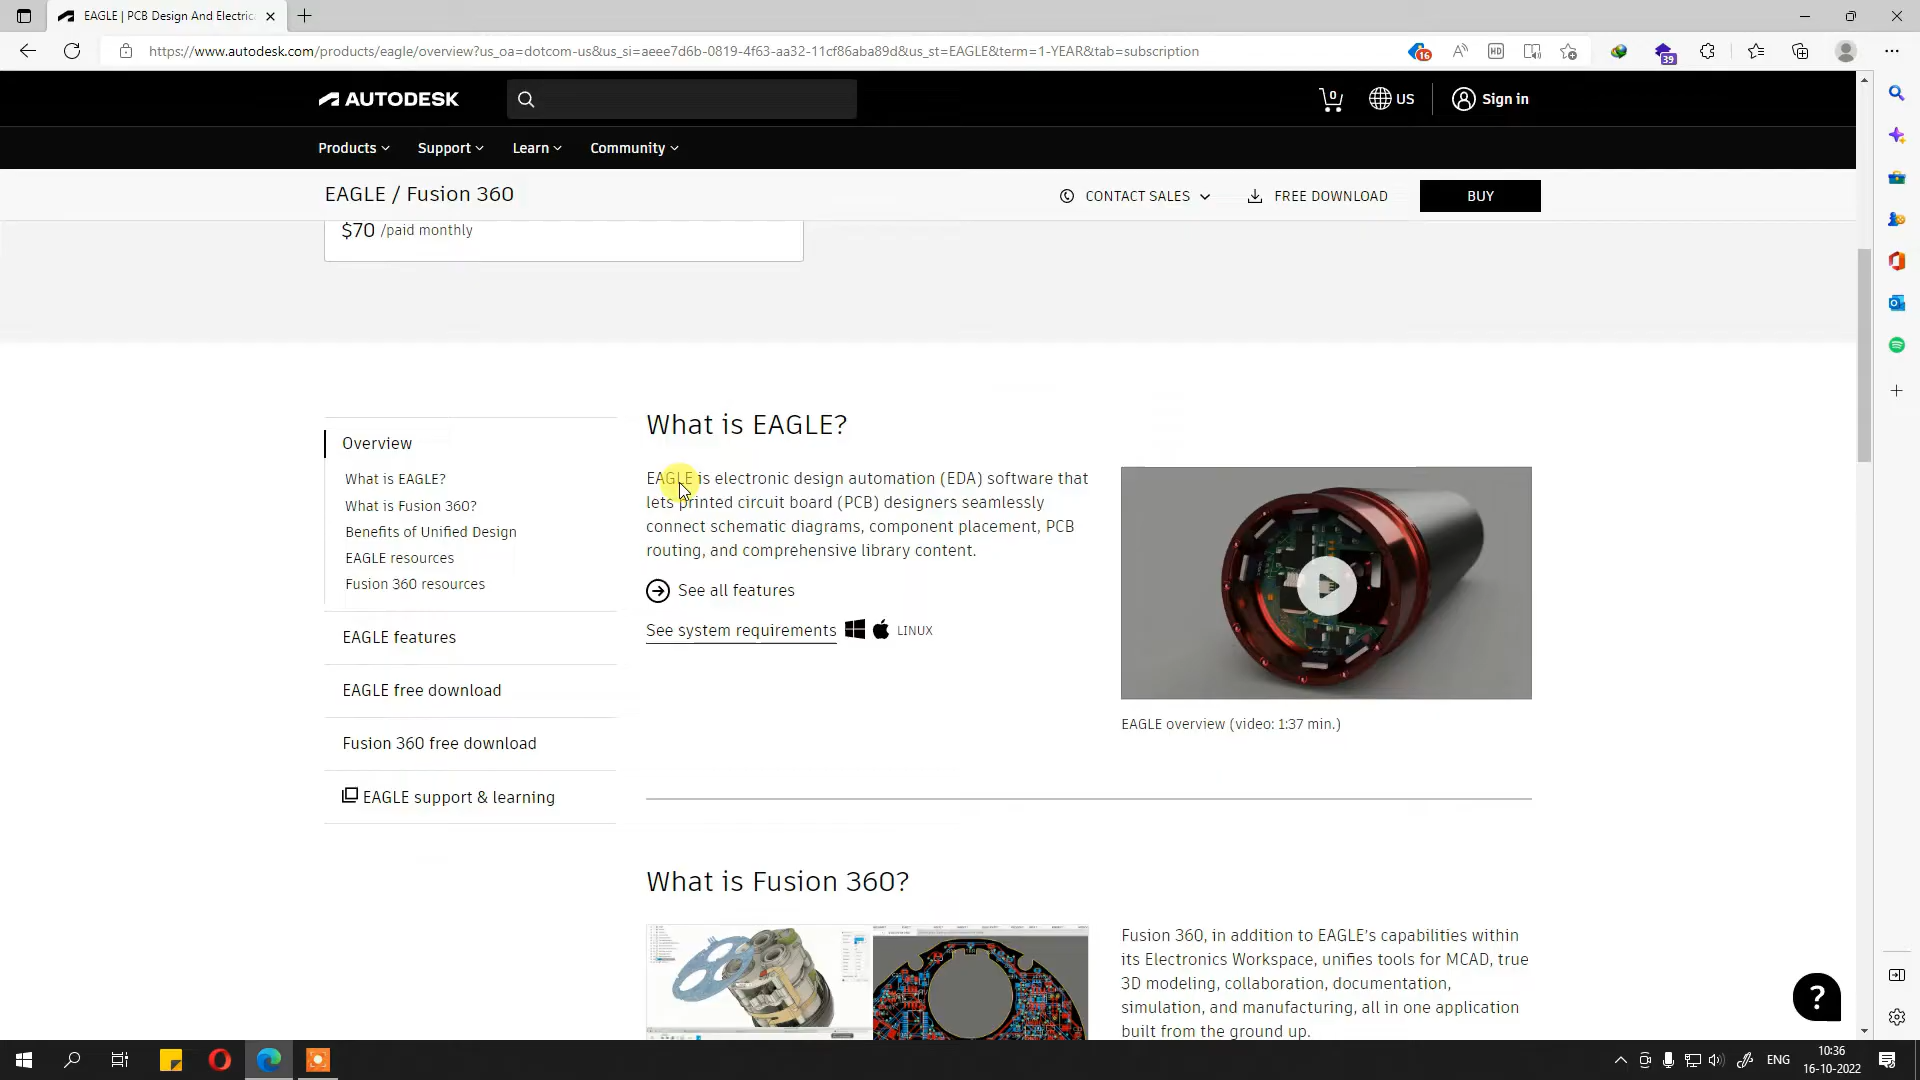 EAGLE | PCB Design And Electric
https://www.autodesk.com/products/eagle/overview?us_oa=dotcom-us&us_si=aeee7d6b-0819-4f63-aa32-11cf86aba89d&us_st=EAGLE&term=1-YEAR&tab=subscription
16
HD
39
AUTODESK
0
US
Sign in
Products
Support
Learn
Community
EAGLE / Fusion 360
CONTACT SALES
FREE DOWNLOAD
BUY
$70 /paid monthly
Overview
What is EAGLE?
What is Fusion 360?
Benefits of Unified Design
EAGLE resources
Fusion 360 resources
EAGLE features
EAGLE free download
Fusion 360 free download
EAGLE support & learning
What is EAGLE?
EAGLE is electronic design automation (EDA) software that
lets printed circuit board (PCB) designers seamlessly
connect schematic diagrams, component placement, PCB
routing, and comprehensive library content.
See all features
See system requirements
LINUX
EAGLE overview (video: 1:37 min.)
What is Fusion 360?
Fusion 360, in addition to EAGLE's capabilities within
its Electronics Workspace, unifies tools for MCAD, true
3D modeling, collaboration, documentation,
simulation, and manufacturing, all in one application
built from the ground up.
?
ENG
10:36
16-10-2022